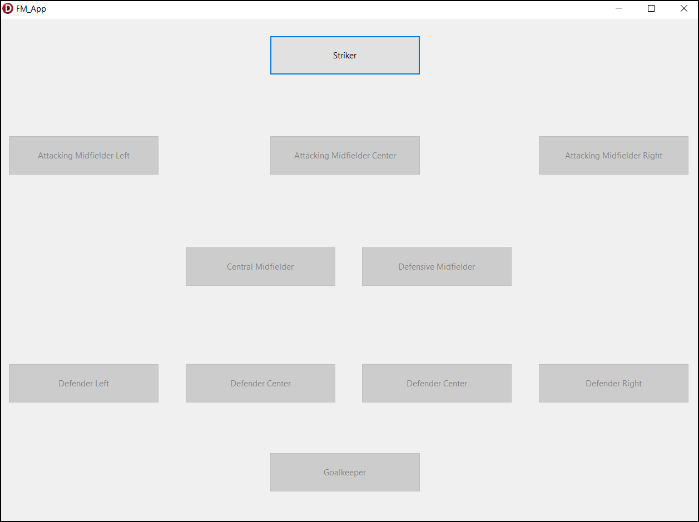 D FM_App
Striker
Attacking Midfielder Left
Attacking Midfielder Center
Attacking Midfielder Right
Central Midfielder
Defensive Midfielder
Defender Left
Defender Center
Defender Center
Defender Right
Goalkeeper